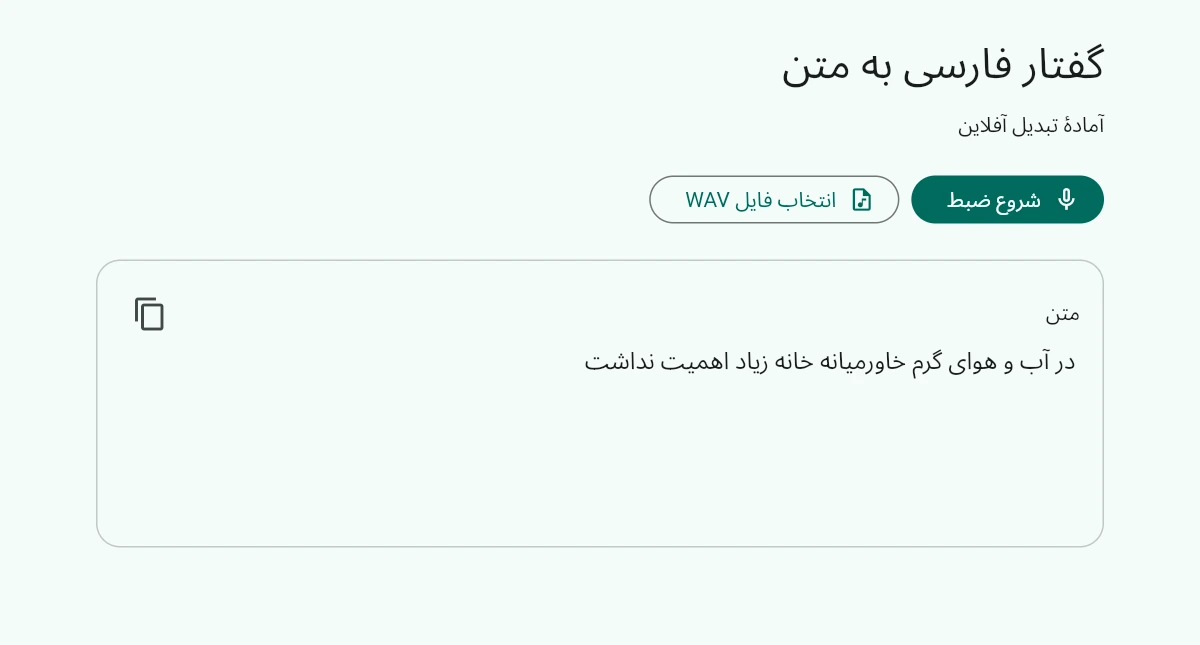 گفتار فارسی به متن
آمادهٔ تبدیل آفلاین
شروع ضبط
انتخاب فایل WAV
متن
در آب و هوای گرم خاورمیانه خانه زیاد اهمیت نداشت